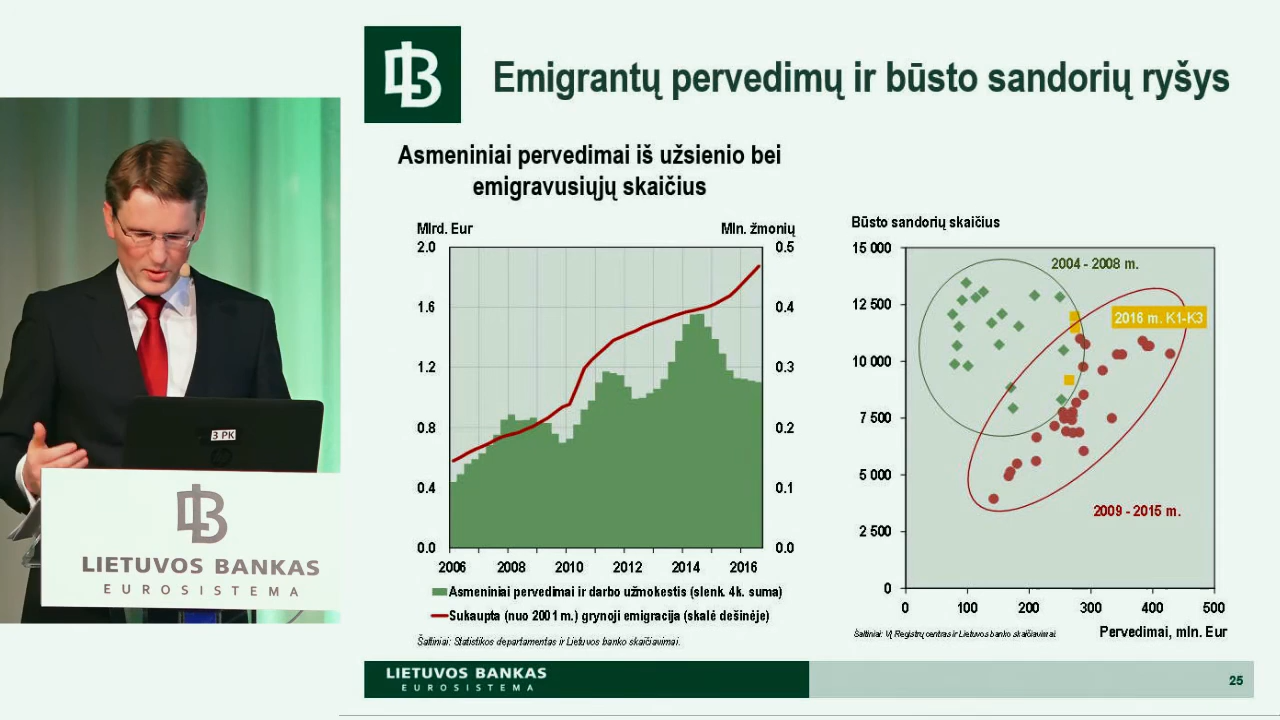 Emigrantų pervedimų ir būsto sandorių ryšys
Asmeniniai pervedimai iš užsienio bei
emigravusiųjų skaičius
Mlrd. Eur
Mln. žmonių
2.0
1.6
1.2
0.8
0.4
0.0
0.5
0.4
0.3
0.2
0.1
0.0
2006 2008 2010 2012 2014 2016
Asmeniniai pervedimai ir darbo užmokestis (slenk. 4k. suma)
Sukaupta (nuo 2001 m.) grynoji emigracija (skalė dešinėje)
Šaltiniai: Statistikos departamentas ir Lietuvos banko skaičiavimai.
Būsto sandorių skaičius
15 000
12 500
10 000
7 500
5 000
2 500
0
2004 - 2008 m.
2016 m. K1-K3
2009 - 2015 m.
0 100 200 300 400 500
Pervedimai, mln. Eur
Šaltiniai: VĮ Registrų centras ir Lietuvos banko skaičiavimai.
LIETUVOS BANKAS
EUROSISTEMA
25
3 PK
LIETUVOS BANKAS
EUROSISTEMA